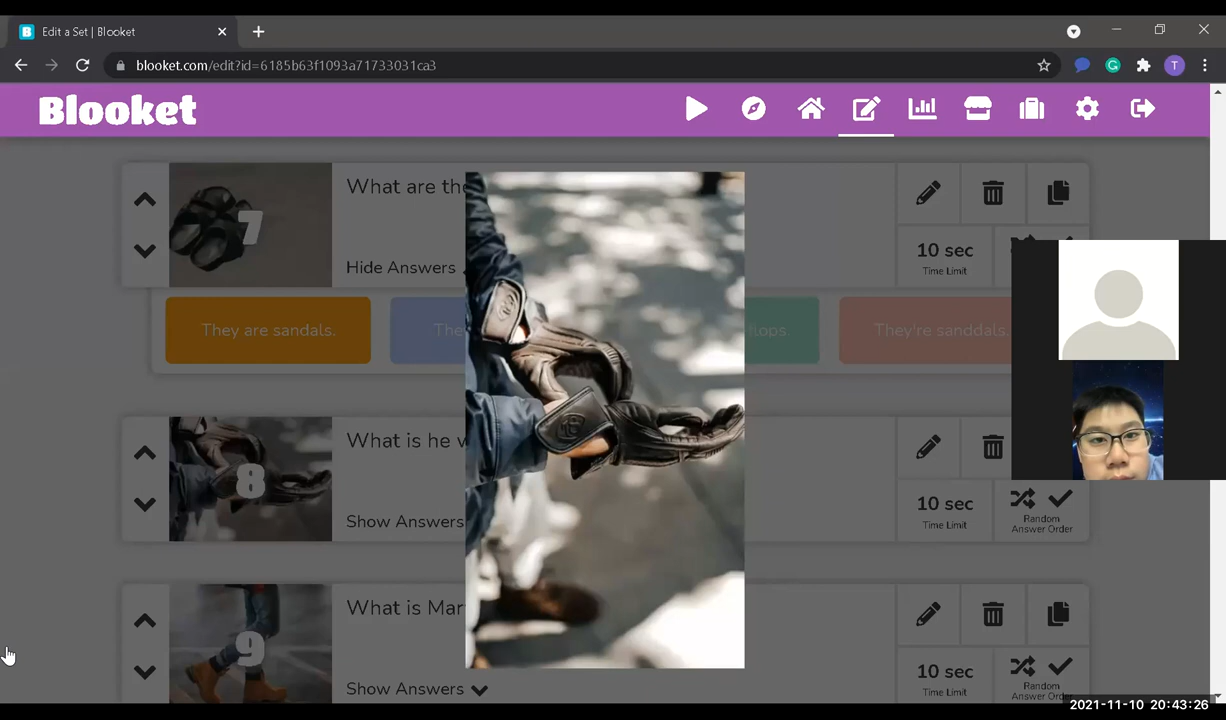 Edit a Set | Blooket
blooket.com/edit?id=6185b63f1093a71733031ca3
T
Blooket
7
What are the
Hide Answers
10 sec
Time Limit
They are sandals.
The
flops
They're sanddals.
8
What is he w
Show Answers
10 sec
Time Limit
Random
Answer Order
9
What is Mar
Show Answers
10 sec
Time Limit
Random
Answer Order
2021-11-10 20:43:26